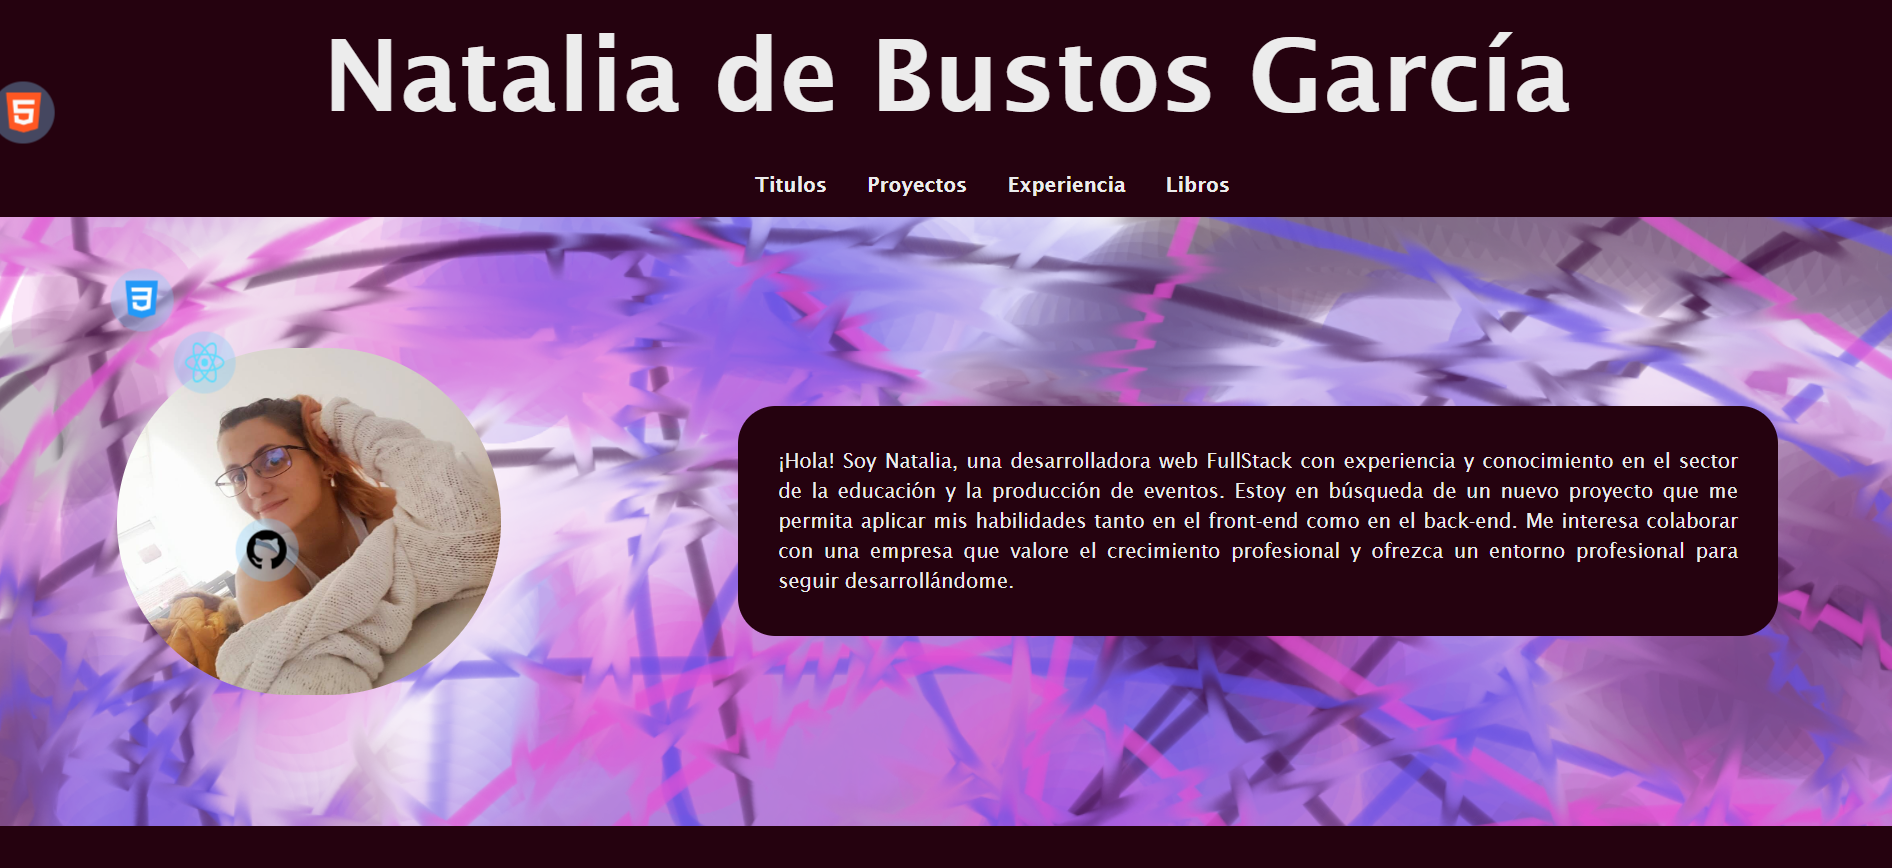 Natalia de Bustos García
Titulos Proyectos Experiencia Libros
¡Hola! Soy Natalia, una desarrolladora web FullStack con experiencia y conocimiento en el sector
de la educación y la producción de eventos. Estoy en búsqueda de un nuevo proyecto que me
permita aplicar mis habilidades tanto en el front-end como en el back-end. Me interesa colaborar
con una empresa que valore el crecimiento profesional y ofrezca un entorno profesional para
seguir desarrollándome.